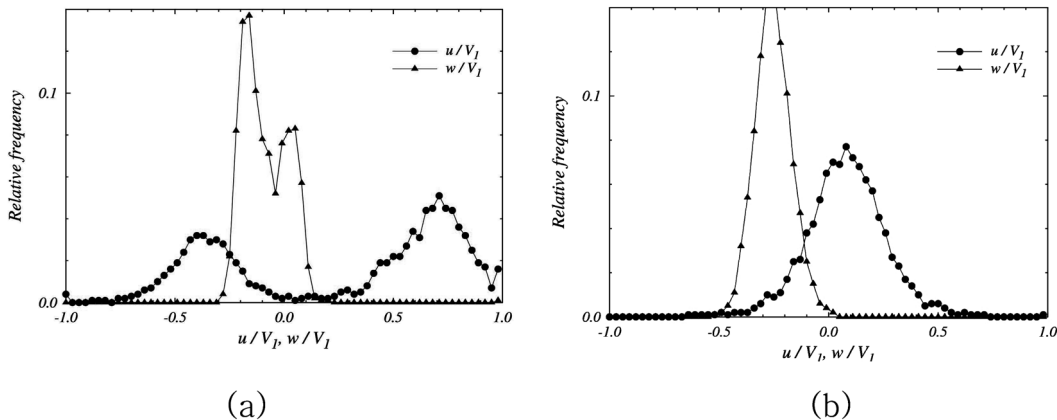 Relative frequency
0.1
0.0
u/V₁
w/V₁
-1.0 -0.5 0.0 0.5 1.0
u/V₁, w/V₁
(a)
Relative frequency
0.1
0.0
u/V₁
w/V₁
-1.0 -0.5 0.0 0.5 1.0
u/V₁, w/V₁
(b)